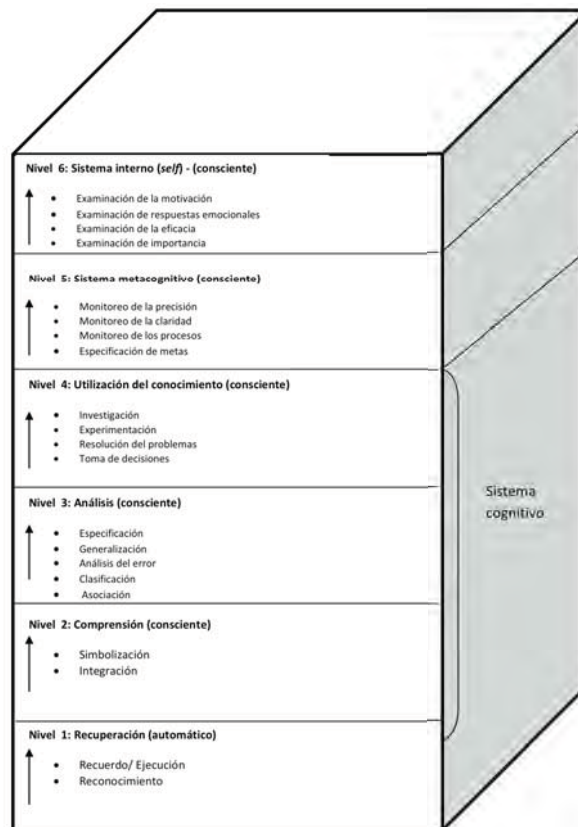 Nivel 6: Sistema interno (self) - (consciente)
• Examinación de la motivación
• Examinación de respuestas emocionales
• Examinación de la eficacia
• Examinación de importancia
Nivel 5: Sistema metacognitivo (consciente)
• Monitoreo de la precisión
• Monitoreo de la claridad
• Monitoreo de los procesos
• Especificación de metas
Nivel 4: Utilización del conocimiento (consciente)
• Investigación
• Experimentación
• Resolución del problemas
• Toma de decisiones
Nivel 3: Análisis (consciente)
• Especificación
• Generalización
• Análisis del error
• Clasificación
• Asociación
Nivel 2: Comprensión (consciente)
• Simbolización
• Integración
Nivel 1: Recuperación (automático)
• Recuerdo/ Ejecución
• Reconocimiento
Sistema
cognitivo